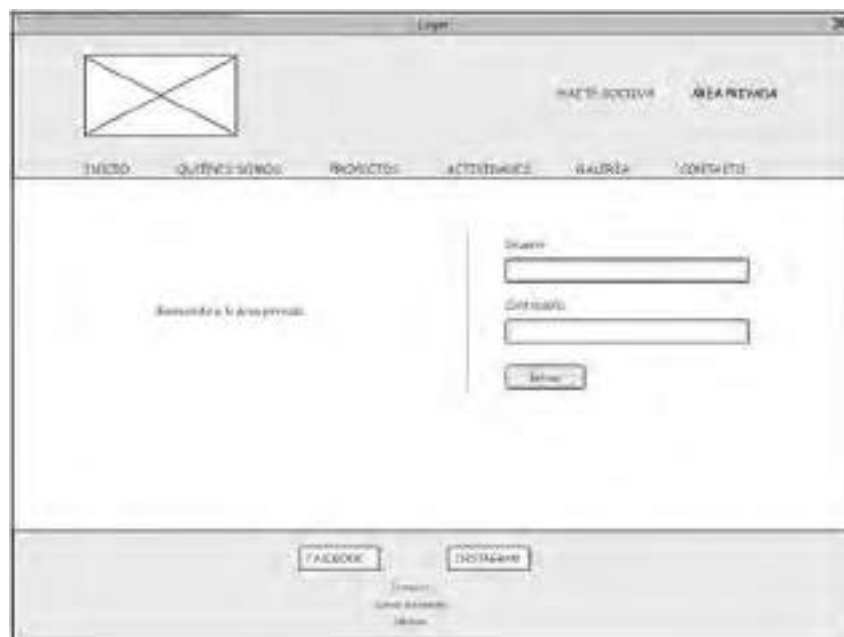 Login
HAZTE SOCIO/A ÁREA PRIVADA
INICIO QUIÉNES SOMOS PROYECTOS ACTIVIDADES GALERÍA CONTACTO
Usuario
Bienvenido a la área privada
Contraseña
Entrar
FACEBOOK INSTAGRAM